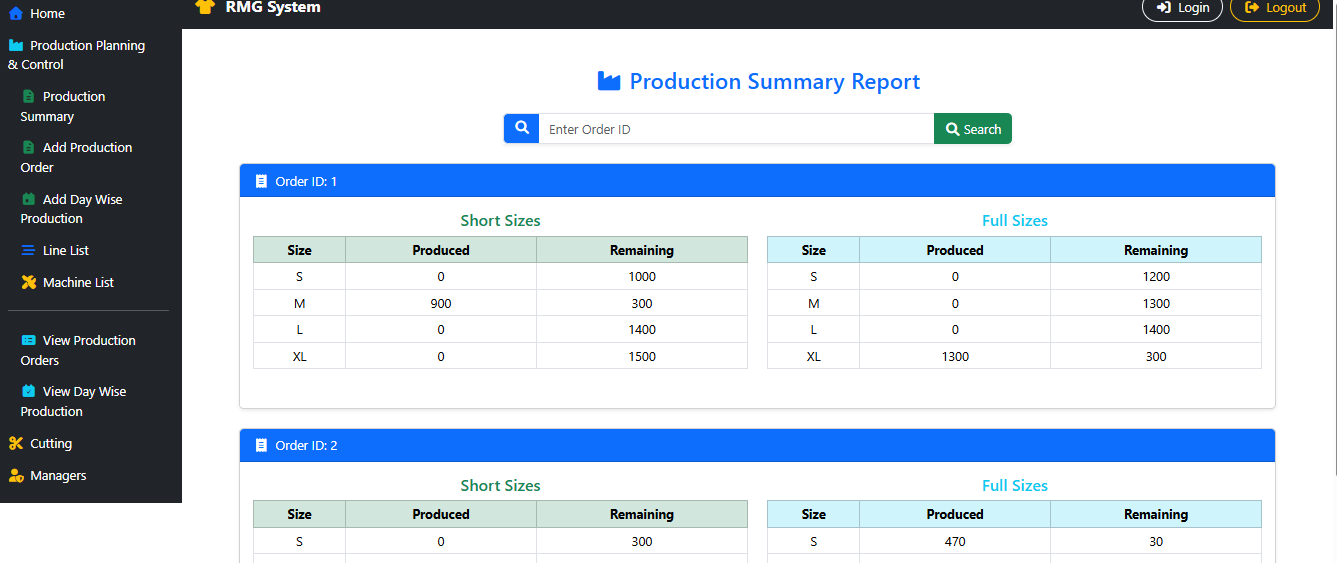 Home
Production Planning
& Control
Production
Summary
Add Production
Order
Add Day Wise
Production
Line List
Machine List
View Production
Orders
View Day Wise
Production
Cutting
Managers
RMG System
Login
Logout
Production Summary Report
Enter Order ID
Search
Order ID: 1
Short Sizes
Size Produced Remaining
S 0 1000
M 900 300
L 0 1400
XL 0 1500
Full Sizes
Size Produced Remaining
S 0 1200
M 0 1300
L 0 1400
XL 1300 300
Order ID: 2
Short Sizes
Size Produced Remaining
S 0 300
Full Sizes
Size Produced Remaining
S 470 30